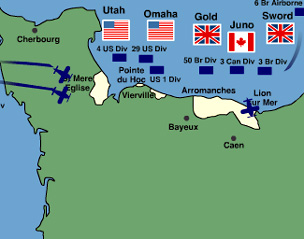 6 Br Airborne
Utah
Omaha
Gold
Juno
Sword
Cherbourg
4 US Div
29 US Div
50 Br Div
3 Can Div
3 Br Div
Pointe
du Hoc
US 1 Div
Mere
Eglise
Vierville
Arromanches
Lion
Sur Mer
Bayeux
Caen